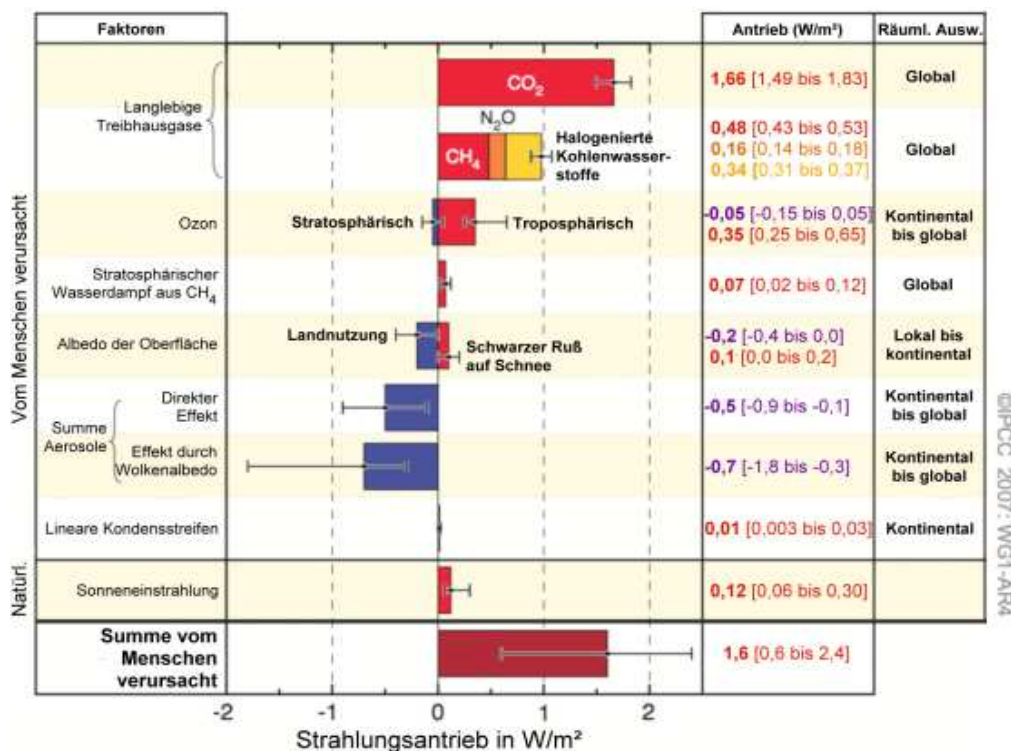 Faktoren
Antrieb (W/m²)
Räuml. Ausw.
Vom Menschen verursacht
Langlebige
Treibhausgase
CO₂
1,66 [1,49 bis 1,83]
Global
N₂O
CH₄
Halogenierte
Kohlenwasser-
stoffe
0,48 [0,43 bis 0,53]
0,16 [0,14 bis 0,18]
0,34 [0,31 bis 0,37]
Global
Ozon
Stratosphärisch
Troposphärisch
-0,05 [-0,15 bis 0,05]
0,35 [0,25 bis 0,65]
Kontinental
bis global
Stratosphärischer
Wasserdampf aus CH₄
0,07 [0,02 bis 0,12]
Global
Albedo der Oberfläche
Landnutzung
Schwarzer Ruß
auf Schnee
-0,2 [-0,4 bis 0,0]
0,1 [0,0 bis 0,2]
Lokal bis
kontinental
Summe
Aerosole
Direkter
Effekt
-0,5 [-0,9 bis -0,1]
Kontinental
bis global
Effekt durch
Wolkenalbedo
-0,7 [-1,8 bis -0,3]
Kontinental
bis global
Lineare Kondensstreifen
0,01 [0,003 bis 0,03]
Kontinental
Natürl.
Sonneneinstrahlung
0,12 [0,06 bis 0,30]
Summe vom
Menschen
verursacht
1,6 [0,6 bis 2,4]
-2 -1 0 1 2
Strahlungsantrieb in W/m²
©IPCC 2007: WG1-AR4